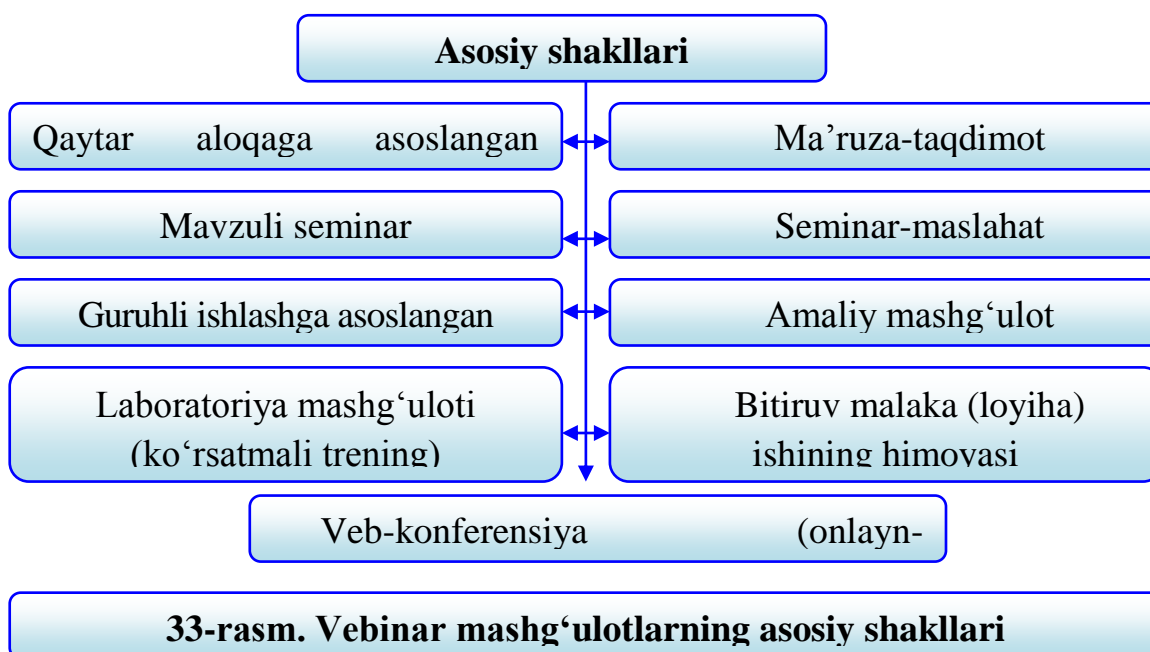 Asosiy shakllari
Qaytar aloqaga asoslangan
Ma’ruza-taqdimot
Mavzuli seminar
Seminar-maslahat
Guruhli ishlashga asoslangan
Amaliy mashg‘ulot
Laboratoriya mashg‘uloti
(ko‘rsatmali trening)
Bitiruv malaka (loyiha)
ishining himovasi
Veb-konferensiya (onlayn-
33-rasm. Vebinar mashg‘ulotlarning asosiy shakllari